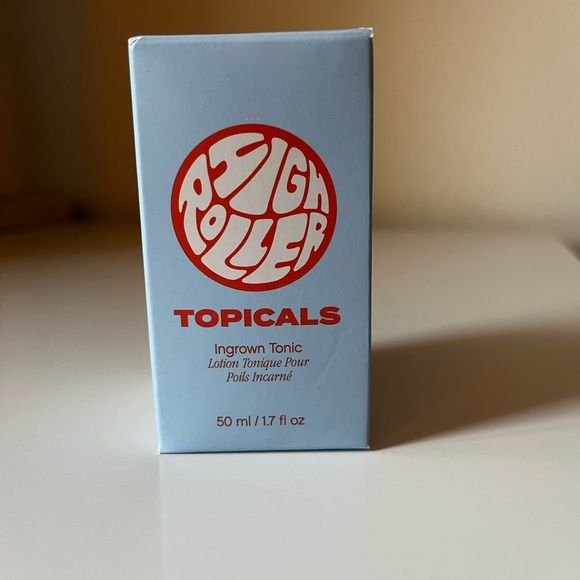 HIGH
ROLLER
TOPICALS
Ingrown Tonic
Lotion Tonique Pour
Poils Incarné
50 ml / 1.7 fl oz